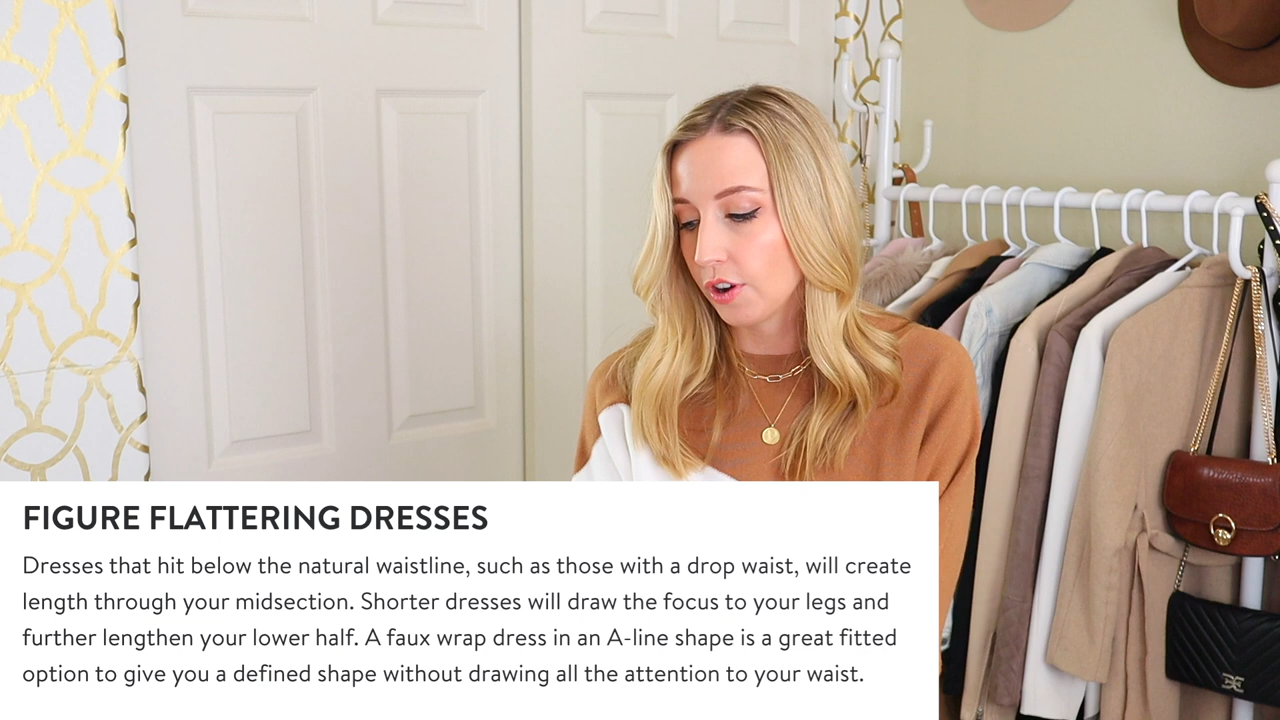 FIGURE FLATTERING DRESSES
Dresses that hit below the natural waistline, such as those with a drop waist, will create
length through your midsection. Shorter dresses will draw the focus to your legs and
further lengthen your lower half. A faux wrap dress in an A-line shape is a great fitted
option to give you a defined shape without drawing all the attention to your waist.